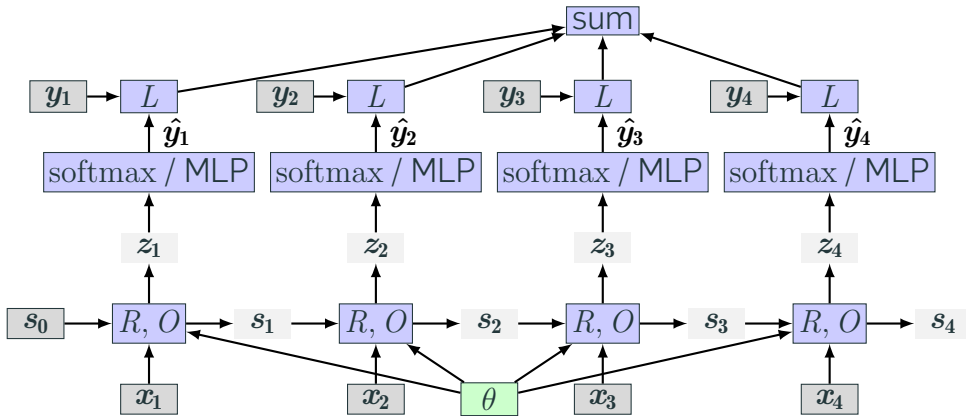 sum
y₁ L y₂ L y₃ L y₄ L
ŷ₁ ŷ₂ ŷ₃ ŷ₄
softmax / MLP softmax / MLP softmax / MLP softmax / MLP
z₁ z₂ z₃ z₄
s₀ R, O s₁ R, O s₂ R, O s₃ R, O s₄
x₁ x₂ θ x₃ x₄